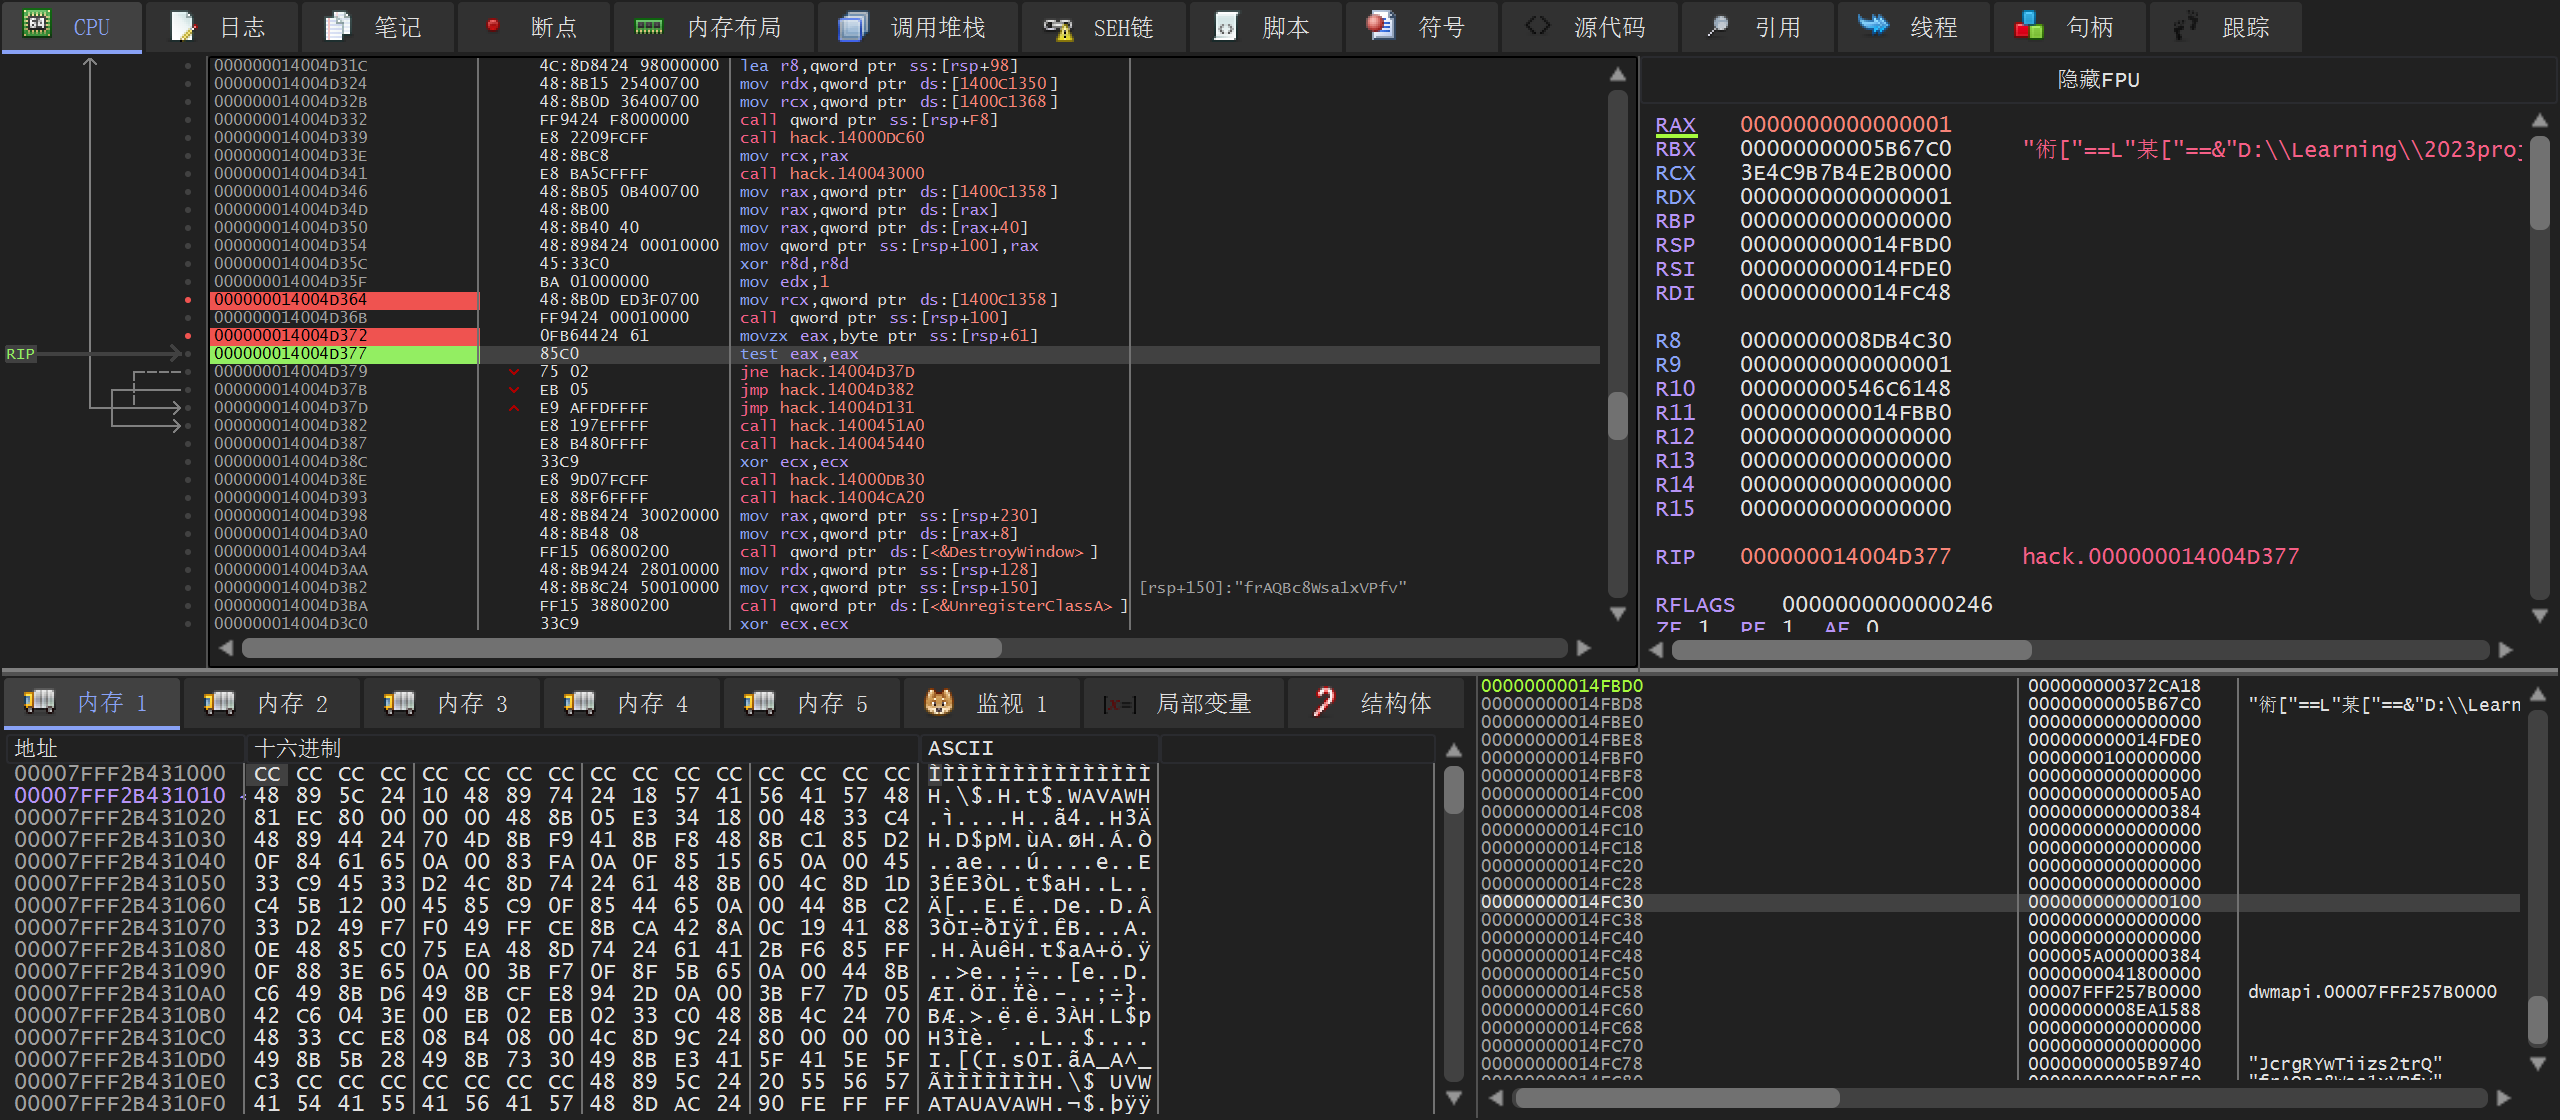 CPU 日志 笔记 断点 内存布局 调用堆栈 SEH链 脚本 符号 源代码 引用 线程 句柄 跟踪
000000014004D31C 4C:8D8424 98000000 lea r8,qword ptr ss:[rsp+98]
000000014004D324 48:8B15 25400700 mov rdx,qword ptr ds:[1400C1350]
000000014004D32B 48:8B0D 36400700 mov rcx,qword ptr ds:[1400C1368]
000000014004D332 FF9424 F8000000 call qword ptr ss:[rsp+F8]
000000014004D339 E8 2209FCFF call hack.14000DC60
000000014004D33E 48:8BC8 mov rcx,rax
000000014004D341 E8 BA5CFFFF call hack.140043000
000000014004D346 48:8B05 0B400700 mov rax,qword ptr ds:[1400C1358]
000000014004D34D 48:8B00 mov rax,qword ptr ds:[rax]
000000014004D350 48:8B40 40 mov rax,qword ptr ds:[rax+40]
000000014004D354 48:898424 00010000 mov qword ptr ss:[rsp+100],rax
000000014004D35C 45:33C0 xor r8d,r8d
000000014004D35F BA 01000000 mov edx,1
000000014004D364 48:8B0D ED3F0700 mov rcx,qword ptr ds:[1400C1358]
000000014004D36B FF9424 00010000 call qword ptr ss:[rsp+100]
000000014004D372 0FB64424 61 movzx eax,byte ptr ss:[rsp+61]
RIP 000000014004D377 85C0 test eax,eax
000000014004D379 75 02 jne hack.14004D37D
000000014004D37B EB 05 jmp hack.14004D382
000000014004D37D E9 AFFDFFFF jmp hack.14004D131
000000014004D382 E8 197EFFFF call hack.1400451A0
000000014004D387 E8 B480FFFF call hack.140045440
000000014004D38C 33C9 xor ecx,ecx
000000014004D38E E8 9D07FCFF call hack.14000DB30
000000014004D393 E8 88F6FFFF call hack.14004CA20
000000014004D398 48:8B8424 30020000 mov rax,qword ptr ss:[rsp+230]
000000014004D3A0 48:8B48 08 mov rcx,qword ptr ds:[rax+8]
000000014004D3A4 FF15 06800200 call qword ptr ds:[<&DestroyWindow>]
000000014004D3AA 48:8B9424 28010000 mov rdx,qword ptr ss:[rsp+128]
000000014004D3B2 48:8B8C24 50010000 mov rcx,qword ptr ss:[rsp+150] [rsp+150]:"frAQBc8Wsa1xVPfv"
000000014004D3BA FF15 38800200 call qword ptr ds:[<&UnregisterClassA>]
000000014004D3C0 33C9 xor ecx,ecx
隐藏FPU
RAX 0000000000000001
RBX 00000000005B67C0 "術["==L"某["==&"D:\\Learning\\2023proj
RCX 3E4C9B7B4E2B0000
RDX 0000000000000001
RBP 0000000000000000
RSP 000000000014FBD0
RSI 000000000014FDE0
RDI 000000000014FC48
R8 0000000008DB4C30
R9 0000000000000001
R10 00000000546C6148
R11 000000000014FBB0
R12 0000000000000000
R13 0000000000000000
R14 0000000000000000
R15 0000000000000000
RIP 000000014004D377 hack.000000014004D377
RFLAGS 0000000000000246
ZF 1 PF 1 AF 0
内存 1 内存 2 内存 3 内存 4 内存 5 监视 1 [x=] 局部变量 结构体
地址 十六进制 ASCII
00007FFF2B431000 CC CC CC CC CC CC CC CC CC CC CC CC CC CC CC CC ÌÌÌÌÌÌÌÌÌÌÌÌÌÌÌÌ
00007FFF2B431010 48 89 5C 24 10 48 89 74 24 18 57 41 56 41 57 48 H.\$.H.t$.WAVAWH
00007FFF2B431020 81 EC 80 00 00 00 48 8B 05 E3 34 18 00 48 33 C4 .ì....H..ã4..H3Ä
00007FFF2B431030 48 89 44 24 70 4D 8B F9 41 8B F8 48 8B C1 85 D2 H.D$pM.ùA.øH.Á.Ò
00007FFF2B431040 0F 84 61 65 0A 00 83 FA 0A 0F 85 15 65 0A 00 45 ..ae...ú....e..E
00007FFF2B431050 33 C9 45 33 D2 4C 8D 74 24 61 48 8B 00 4C 8D 1D 3ÉE3ÒL.t$aH..L..
00007FFF2B431060 C4 5B 12 00 45 85 C9 0F 85 44 65 0A 00 44 8B C2 Ä[..E.É..De..D.Â
00007FFF2B431070 33 D2 49 F7 F0 49 FF CE 8B CA 42 8A 0C 19 41 88 3ÒI÷ðIÿÎ.ÊB...A.
00007FFF2B431080 0E 48 85 C0 75 EA 48 8D 74 24 61 41 2B F6 85 FF .H.ÀuêH.t$aA+ö.ÿ
00007FFF2B431090 0F 88 3E 65 0A 00 3B F7 0F 8F 5B 65 0A 00 44 8B ..>e..;÷..[e..D.
00007FFF2B4310A0 C6 49 8B D6 49 8B CF E8 94 2D 0A 00 3B F7 7D 05 ÆI.ÖI.Ïè.-..;÷}.
00007FFF2B4310B0 42 C6 04 3E 00 EB 02 EB 02 33 C0 48 8B 4C 24 70 BÆ.>.ë.ë.3ÀH.L$p
00007FFF2B4310C0 48 33 CC E8 08 B4 08 00 4C 8D 9C 24 80 00 00 00 H3Ìè.´..L..$....
00007FFF2B4310D0 49 8B 5B 28 49 8B 73 30 49 8B E3 41 5F 41 5E 5F I.[(I.s0I.ãA_A^_
00007FFF2B4310E0 C3 CC CC CC CC CC CC CC 48 89 5C 24 20 55 56 57 ÃÌÌÌÌÌÌÌH.\$ UVW
00007FFF2B4310F0 41 54 41 55 41 56 41 57 48 8D AC 24 90 FE FF FF ATAUAVAWH.¬$.þÿÿ
000000000014FBD0 000000000372CA18
000000000014FBD8 00000000005B67C0 "術["==L"某["==&"D:\\Learn
000000000014FBE0 0000000000000000
000000000014FBE8 000000000014FDE0
000000000014FBF0 0000000100000000
000000000014FBF8 0000000000000000
000000000014FC00 00000000000005A0
000000000014FC08 0000000000000384
000000000014FC10 0000000000000000
000000000014FC18 0000000000000000
000000000014FC20 0000000000000000
000000000014FC28 0000000000000000
000000000014FC30 0000000000000100
000000000014FC38 0000000000000000
000000000014FC40 0000000000000000
000000000014FC48 000005A000000384
000000000014FC50 0000000041800000
000000000014FC58 00007FFF257B0000 dwmapi.00007FFF257B0000
000000000014FC60 0000000008EA1588
000000000014FC68 0000000000000000
000000000014FC70 0000000000000000
000000000014FC78 00000000005B9740 "JcrgRYwTiizs2trQ"
000000000014FC80 00000000005B95F0 "frAQBc8Wsa1xVPfv"